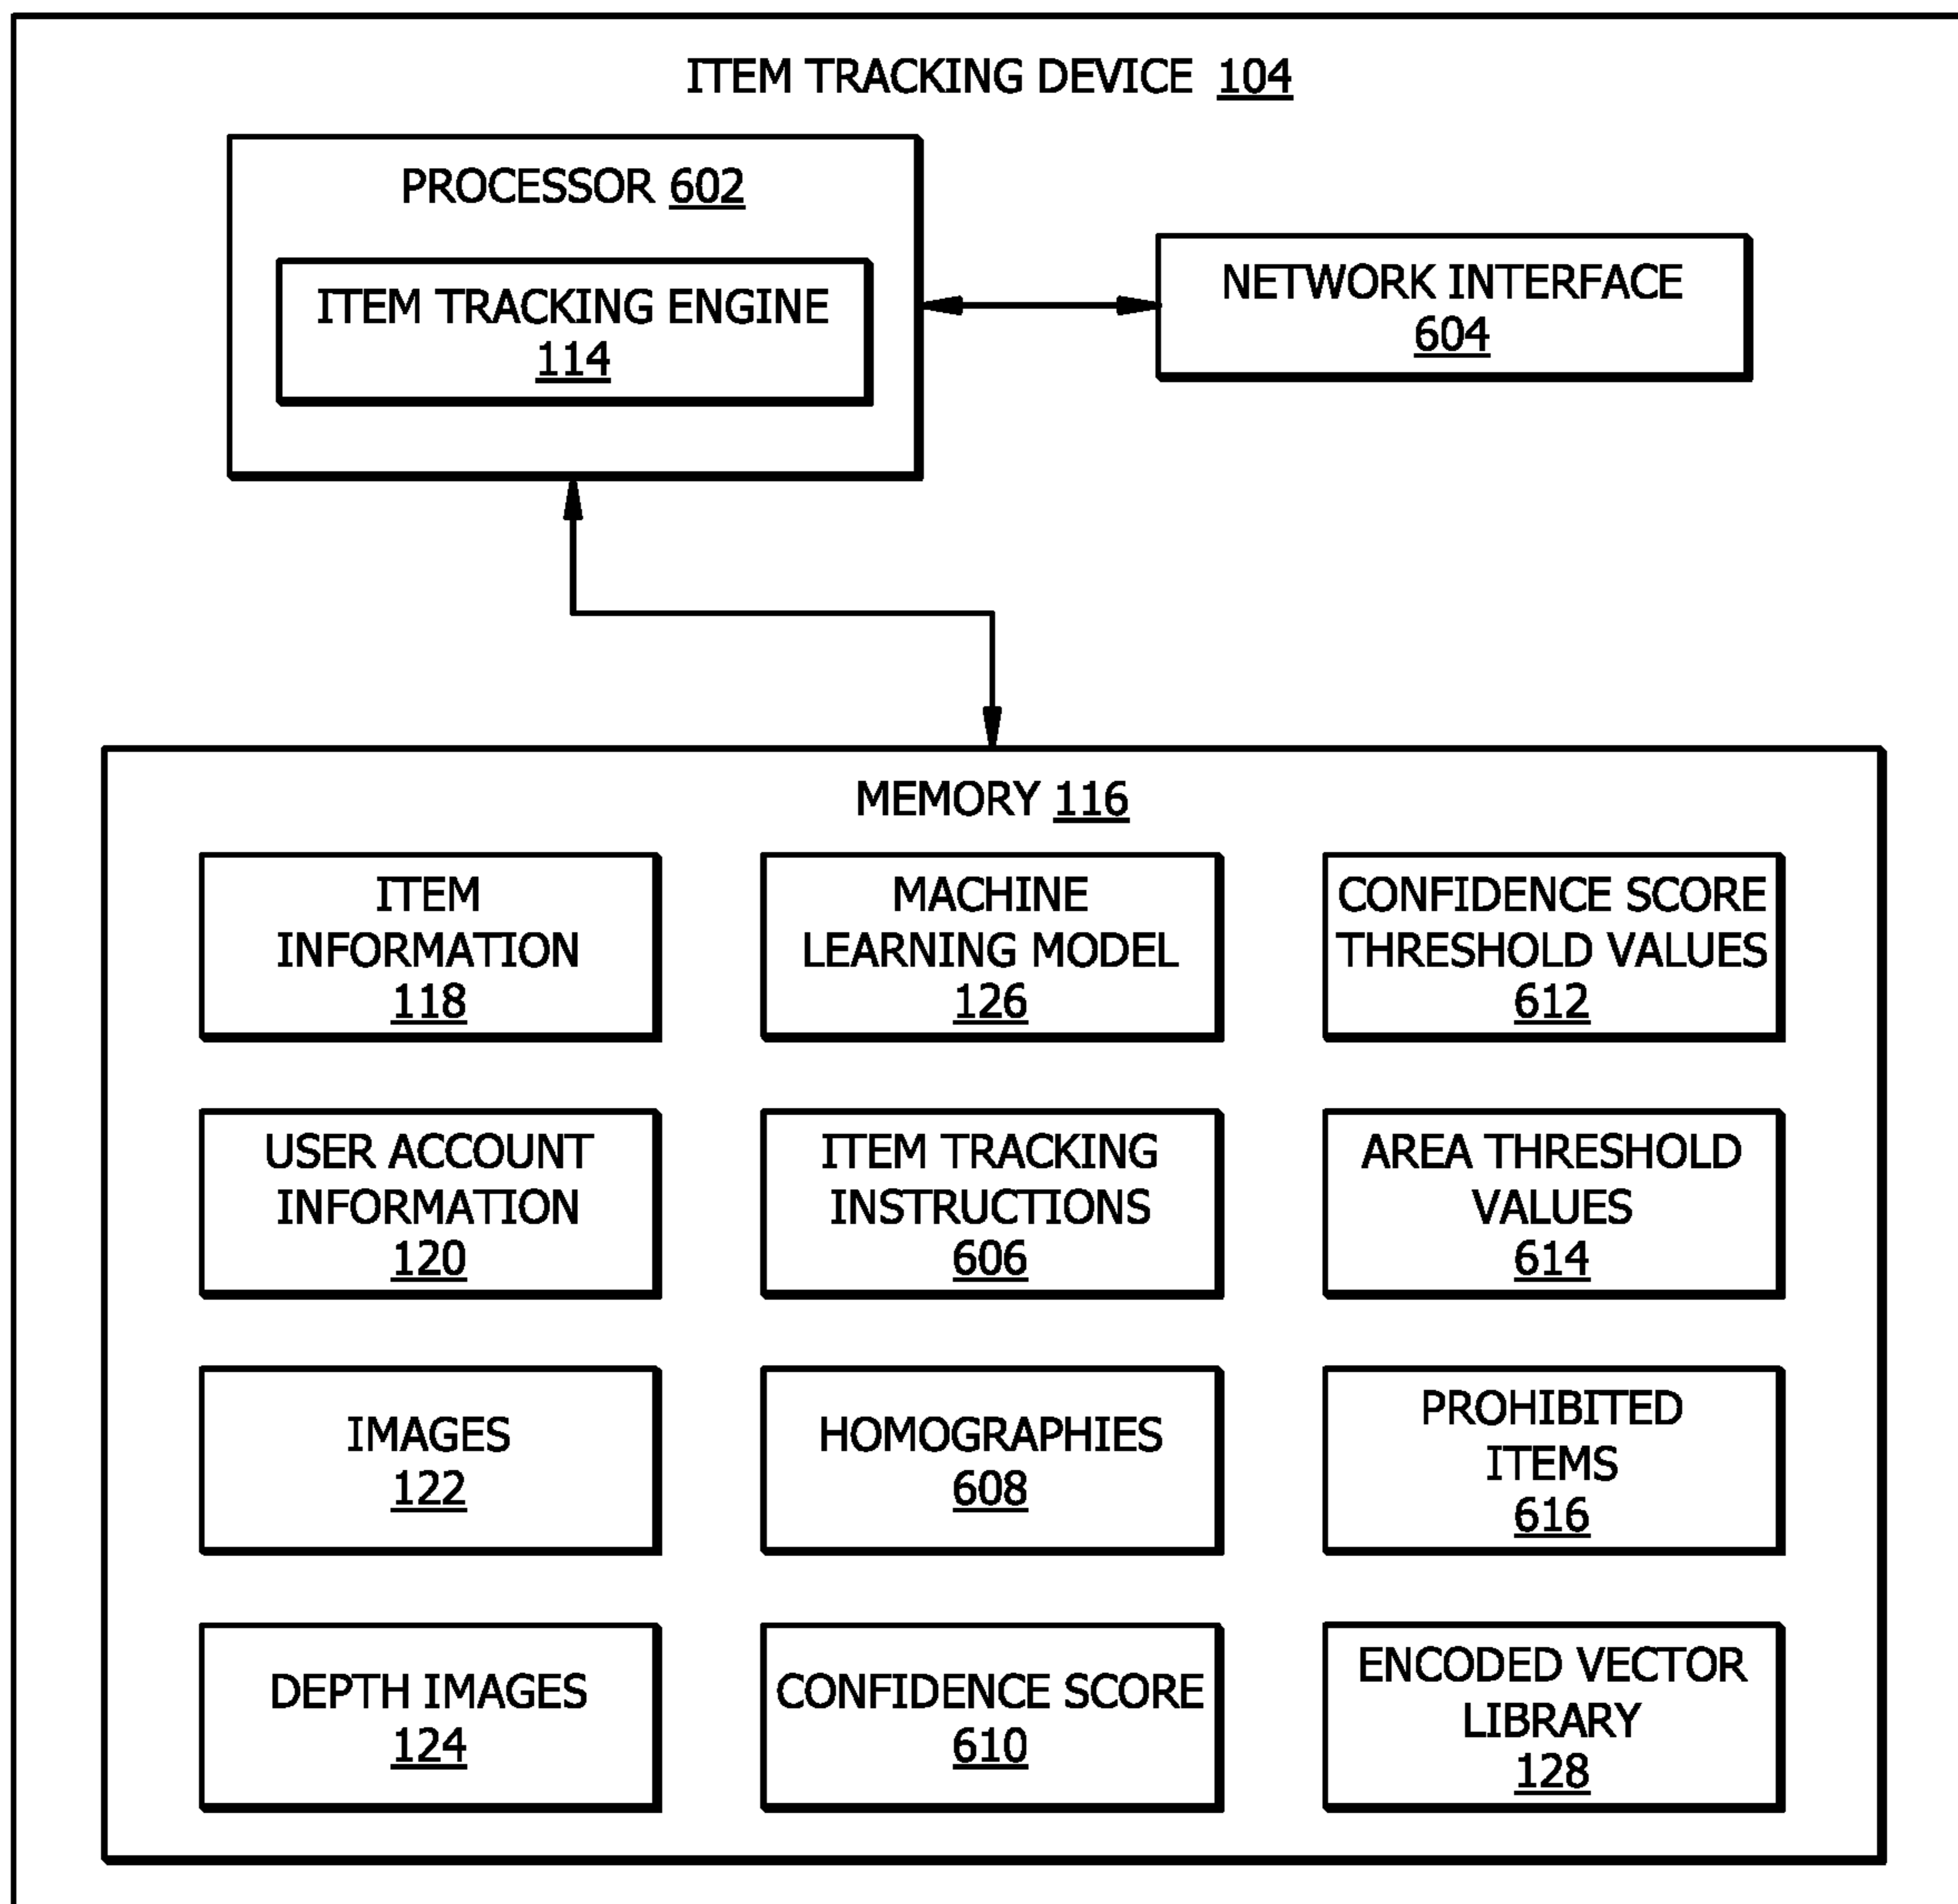 ITEM TRACKING DEVICE 104
PROCESSOR 602
ITEM TRACKING ENGINE
114
NETWORK INTERFACE
604
MEMORY 116
ITEM
INFORMATION
118
MACHINE
LEARNING MODEL
126
CONFIDENCE SCORE
THRESHOLD VALUES
612
USER ACCOUNT
INFORMATION
120
ITEM TRACKING
INSTRUCTIONS
606
AREA THRESHOLD
VALUES
614
IMAGES
122
HOMOGRAPHIES
608
PROHIBITED
ITEMS
616
DEPTH IMAGES
124
CONFIDENCE SCORE
610
ENCODED VECTOR
LIBRARY
128